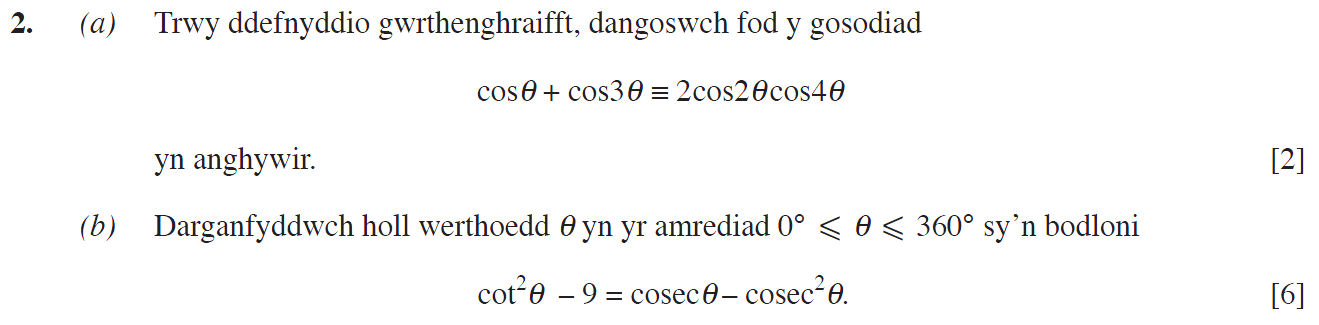 2. (a) Trwy ddefnyddio gwrthenghraifft, dangoswch fod y gosodiad
cosθ + cos3θ ≡ 2cos2θcos4θ
yn anghywir. [2]
(b) Darganfyddwch holl werthoedd θ yn yr amrediad 0° ⩽ θ ⩽ 360° sy’n bodloni
cot²θ – 9 = cosecθ – cosec²θ. [6]